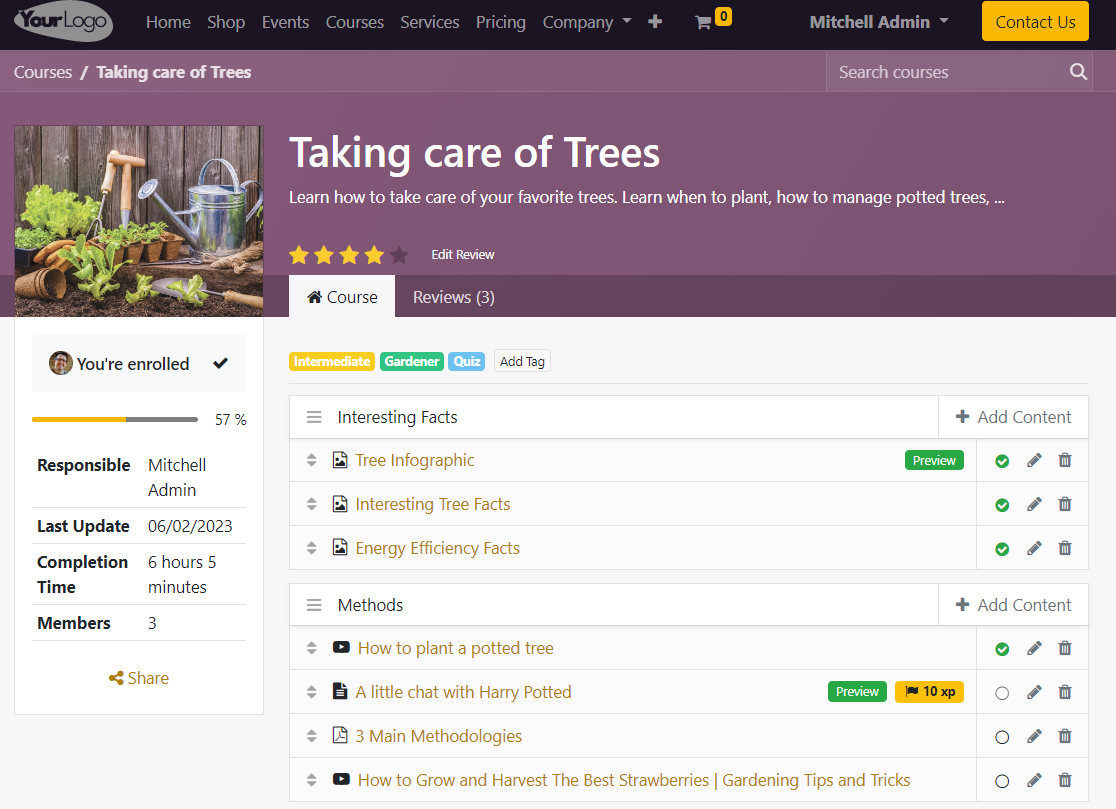 YourLogo Home Shop Events Courses Services Pricing Company 0 Mitchell Admin Contact Us
Courses / Taking care of Trees Search courses
Taking care of Trees
Learn how to take care of your favorite trees. Learn when to plant, how to manage potted trees, ...
Edit Review
Course Reviews (3)
You're enrolled
57 %
Responsible Mitchell
Admin
Last Update 06/02/2023
Completion 6 hours 5
Time minutes
Members 3
Share
Intermediate Gardener Quiz Add Tag
Interesting Facts Add Content
Tree Infographic Preview
Interesting Tree Facts
Energy Efficiency Facts
Methods Add Content
How to plant a potted tree
A little chat with Harry Potted Preview 10 xp
3 Main Methodologies
How to Grow and Harvest The Best Strawberries | Gardening Tips and Tricks